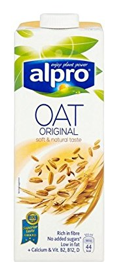 enjoy plant power
alpro
OAT
ORIGINAL
soft & natural taste
Rich in fibre
No added sugars*
Low in fat
+ Calcium & Vit. B2, B12, D
44